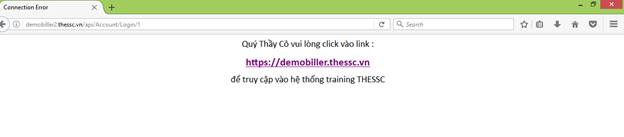 Connection Error
demobiller2.thessc.vn/api/Account/Login/1
Search
Quý Thầy Cô vui lòng click vào link :
https://demobiller.thessc.vn
để truy cập vào hệ thống training THESSC